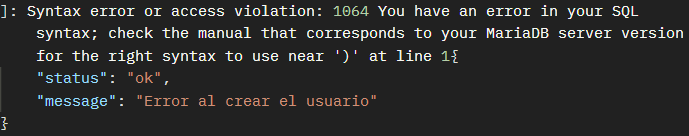 ]: Syntax error or access violation: 1064 You have an error in your SQL
syntax; check the manual that corresponds to your MariaDB server version
for the right syntax to use near ')' at line 1{
"status": "ok",
"message": "Error al crear el usuario"
}